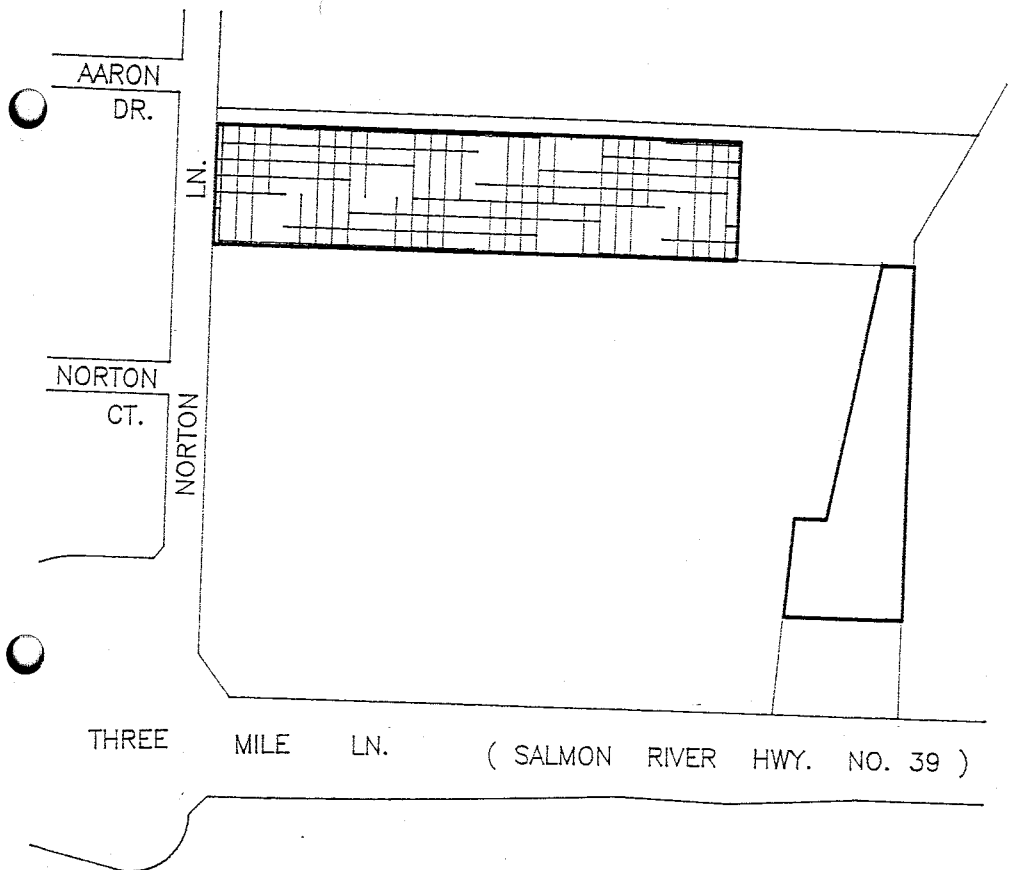 AARON
DR.
LN.
NORTON
CT.
NORTON
THREE MILE LN. ( SALMON RIVER HWY. NO. 39 )